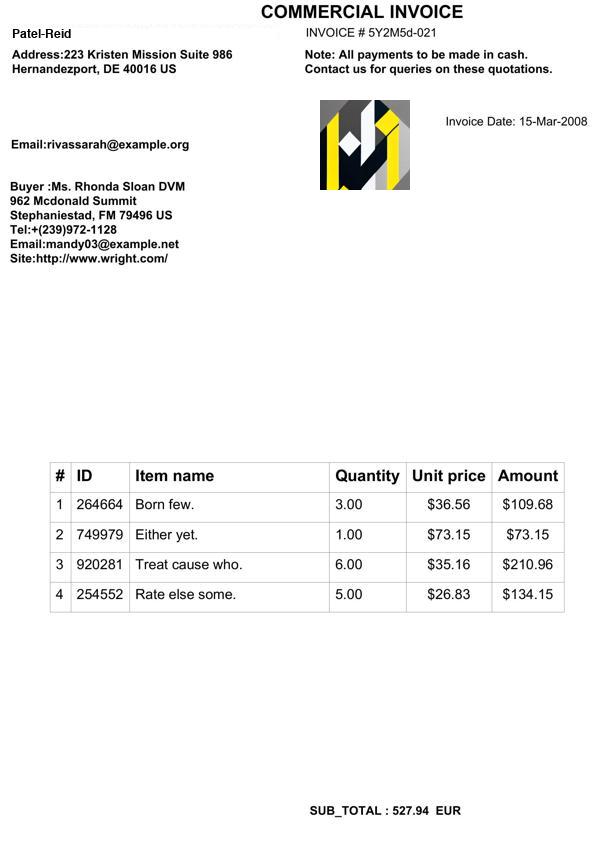 COMMERCIAL INVOICE
Patel-Reid
INVOICE # 5Y2M5d-021
Address:223 Kristen Mission Suite 986
Hernandezport, DE 40016 US
Note: All payments to be made in cash.
Contact us for queries on these quotations.
Invoice Date: 15-Mar-2008
Email:rivassarah@example.org
Buyer :Ms. Rhonda Sloan DVM
962 Mcdonald Summit
Stephaniestad, FM 79496 US
Tel:+(239)972-1128
Email:mandy03@example.net
Site:http://www.wright.com/
# ID Item name Quantity Unit price Amount
1 264664 Born few. 3.00 $36.56 $109.68
2 749979 Either yet. 1.00 $73.15 $73.15
3 920281 Treat cause who. 6.00 $35.16 $210.96
4 254552 Rate else some. 5.00 $26.83 $134.15
SUB_TOTAL : 527.94 EUR